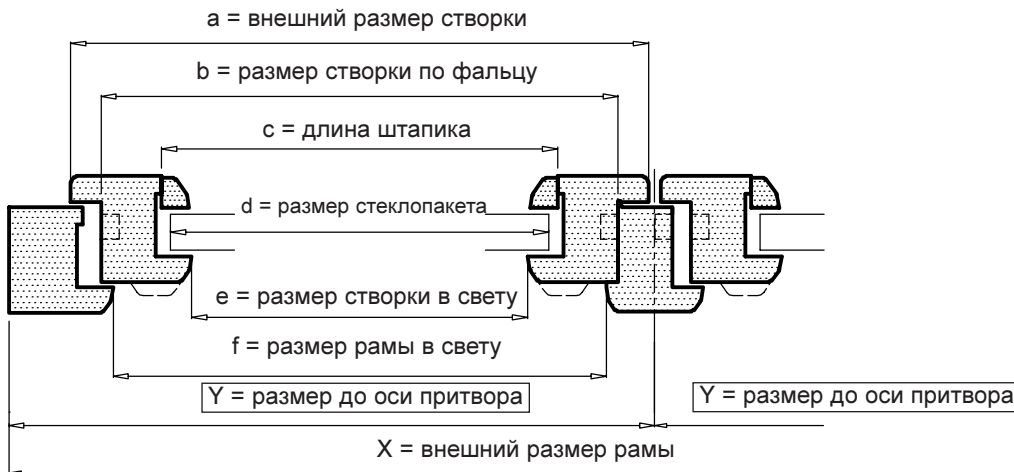 a = внешний размер створки
b = размер створки по фальцу
c = длина штапика
d = размер стеклопакета
e = размер створки в свету
f = размер рамы в свету
Y = размер до оси притвора
Y = размер до оси притвора
X = внешний размер рамы